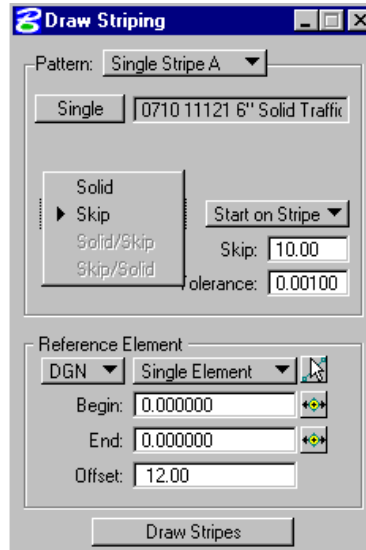 Draw Striping
Pattern: Single Stripe A
Single 0710 11121 6" Solid Traffic
Solid
Skip Start on Stripe
Solid/Skip Skip: 10.00
Skip/Solid olerance: 0.00100
Reference Element
DGN Single Element
Begin: 0.000000
End: 0.000000
Offset: 12.00
Draw Stripes